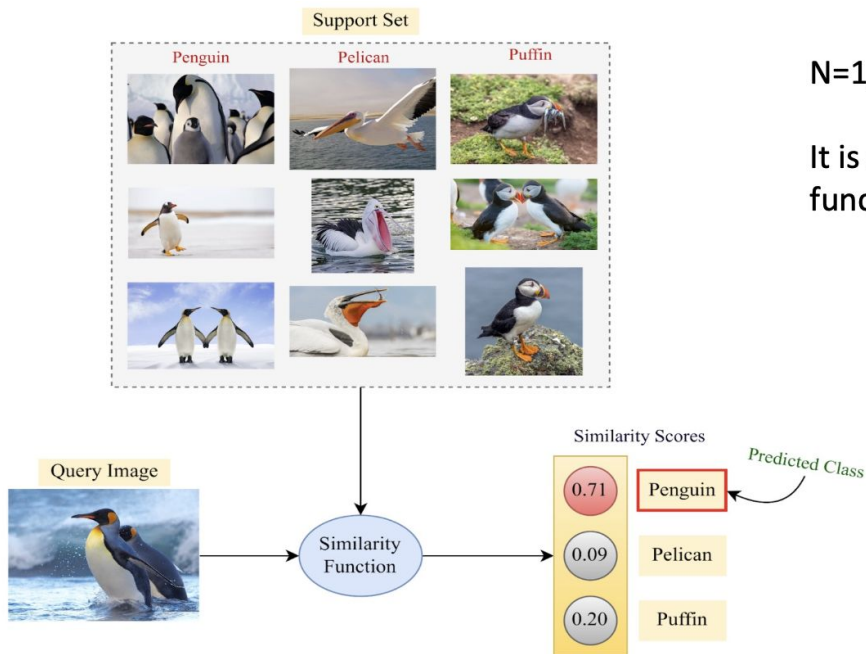 Support Set
Penguin
Pelican
Puffin
N=1
It is
func
Similarity Scores
Predicted Class
Query Image
Similarity
Function
0.71
Penguin
0.09
Pelican
0.20
Puffin